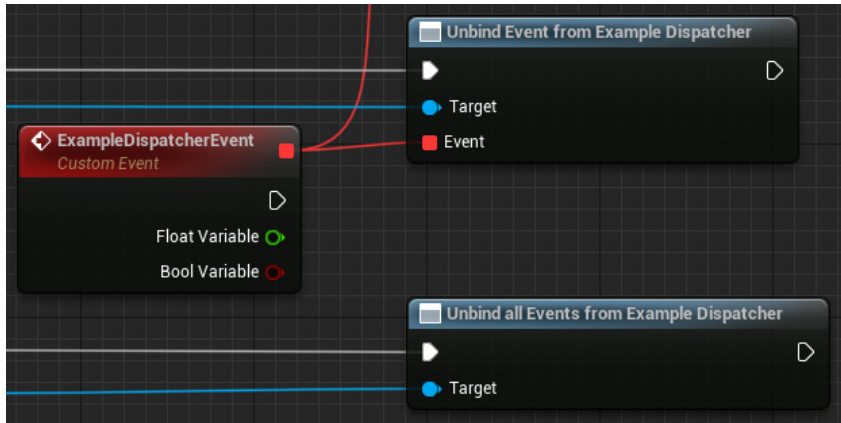 Unbind Event from Example Dispatcher
Target
Event
ExampleDispatcherEvent
Custom Event
Float Variable
Bool Variable
Unbind all Events from Example Dispatcher
Target